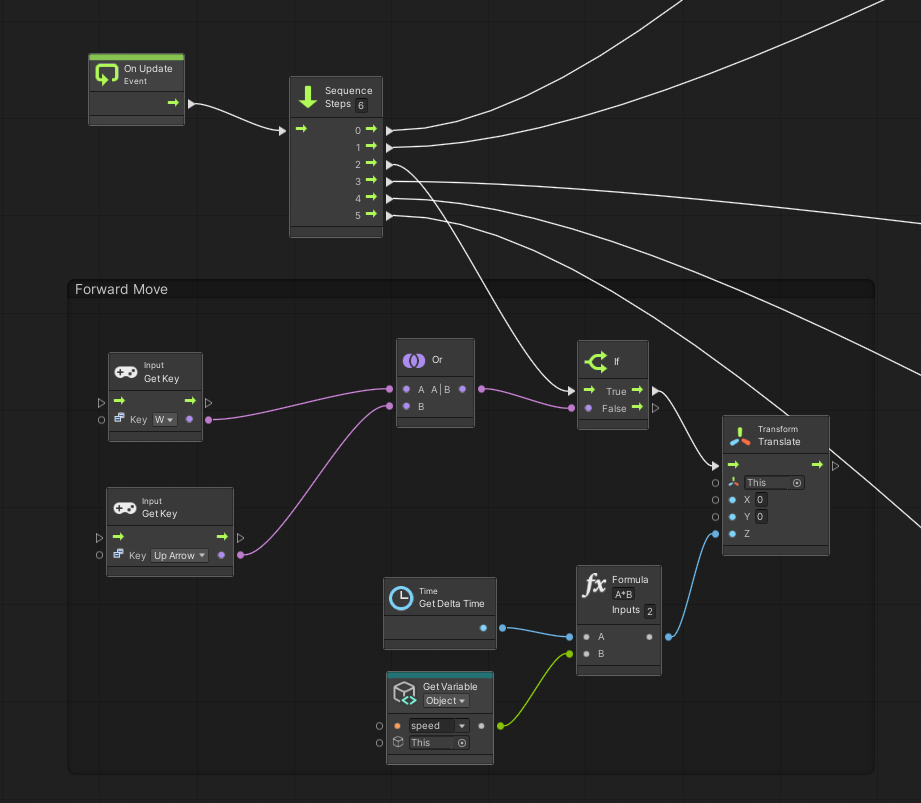 On Update
Event
Sequence
Steps 6
0
1
2
3
4
5
Forward Move
Input
Get Key
Key W
Input
Get Key
Key Up Arrow
Or
A A|B
B
If
True
False
Transform
Translate
This
X 0
Y 0
Z
Time
Get Delta Time
fx Formula
A*B
Inputs 2
A
B
Get Variable
Object
speed
This